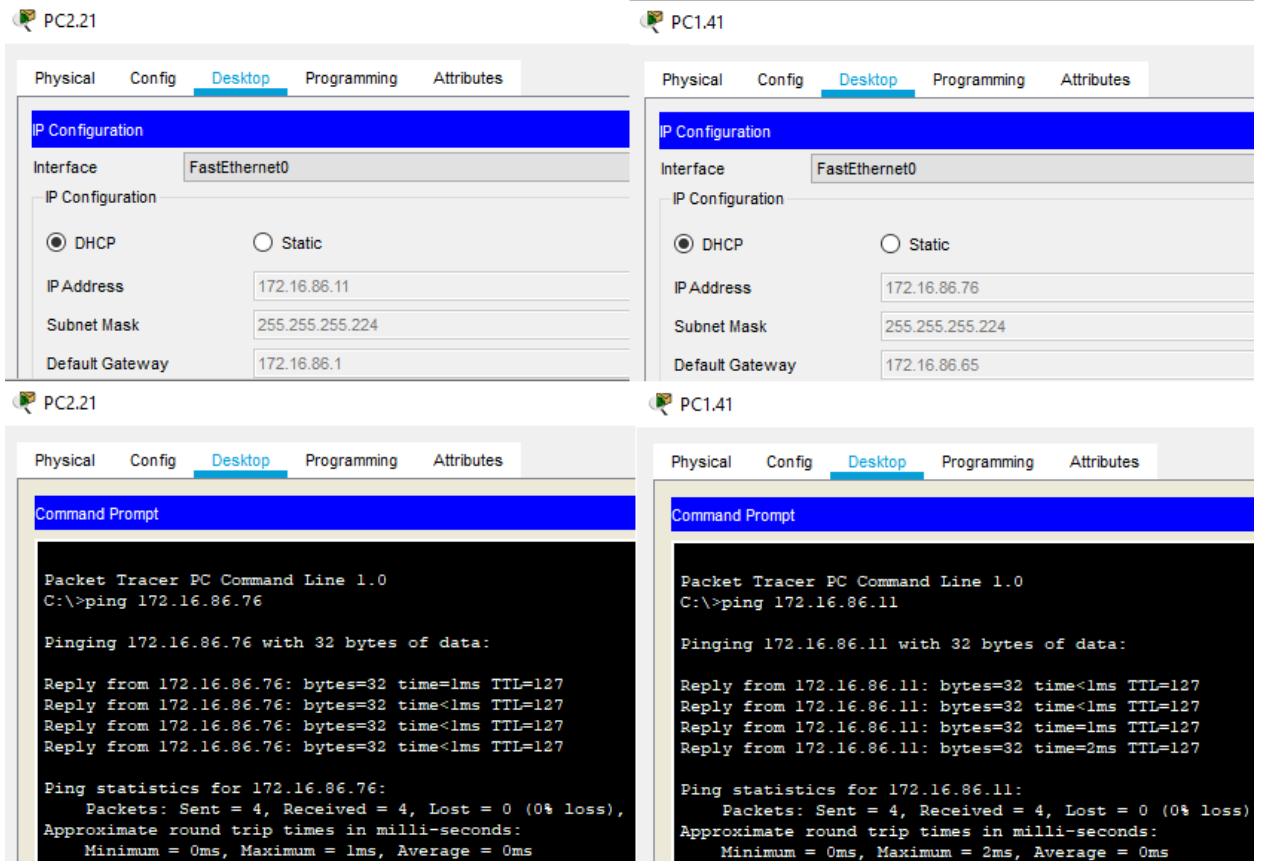 PC2.21
Physical Config Desktop Programming Attributes
IP Configuration
Interface FastEthernet0
IP Configuration
DHCP Static
IP Address 172.16.86.11
Subnet Mask 255.255.255.224
Default Gateway 172.16.86.1
PC1.41
Physical Config Desktop Programming Attributes
IP Configuration
Interface FastEthernet0
IP Configuration
DHCP Static
IP Address 172.16.86.76
Subnet Mask 255.255.255.224
Default Gateway 172.16.86.65
PC2.21
Physical Config Desktop Programming Attributes
Command Prompt
Packet Tracer PC Command Line 1.0
C:\>ping 172.16.86.76
Pinging 172.16.86.76 with 32 bytes of data:
Reply from 172.16.86.76: bytes=32 time=1ms TTL=127
Reply from 172.16.86.76: bytes=32 time<1ms TTL=127
Reply from 172.16.86.76: bytes=32 time<1ms TTL=127
Reply from 172.16.86.76: bytes=32 time<1ms TTL=127
Ping statistics for 172.16.86.76:
Packets: Sent = 4, Received = 4, Lost = 0 (0% loss),
Approximate round trip times in milli-seconds:
Minimum = 0ms, Maximum = 1ms, Average = 0ms
PC1.41
Physical Config Desktop Programming Attributes
Command Prompt
Packet Tracer PC Command Line 1.0
C:\>ping 172.16.86.11
Pinging 172.16.86.11 with 32 bytes of data:
Reply from 172.16.86.11: bytes=32 time<1ms TTL=127
Reply from 172.16.86.11: bytes=32 time<1ms TTL=127
Reply from 172.16.86.11: bytes=32 time=1ms TTL=127
Reply from 172.16.86.11: bytes=32 time=2ms TTL=127
Ping statistics for 172.16.86.11:
Packets: Sent = 4, Received = 4, Lost = 0 (0% loss)
Approximate round trip times in milli-seconds:
Minimum = 0ms, Maximum = 2ms, Average = 0ms